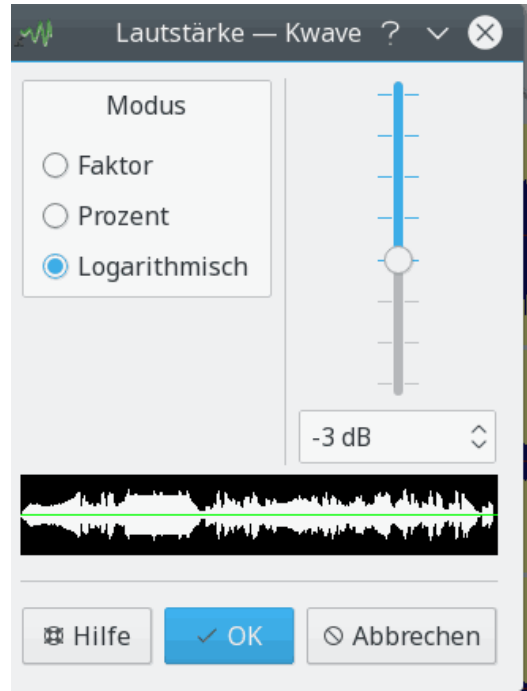 Lautstärke — Kwave
Modus
Faktor
Prozent
Logarithmisch
-3 dB
Hilfe
OK
Abbrechen